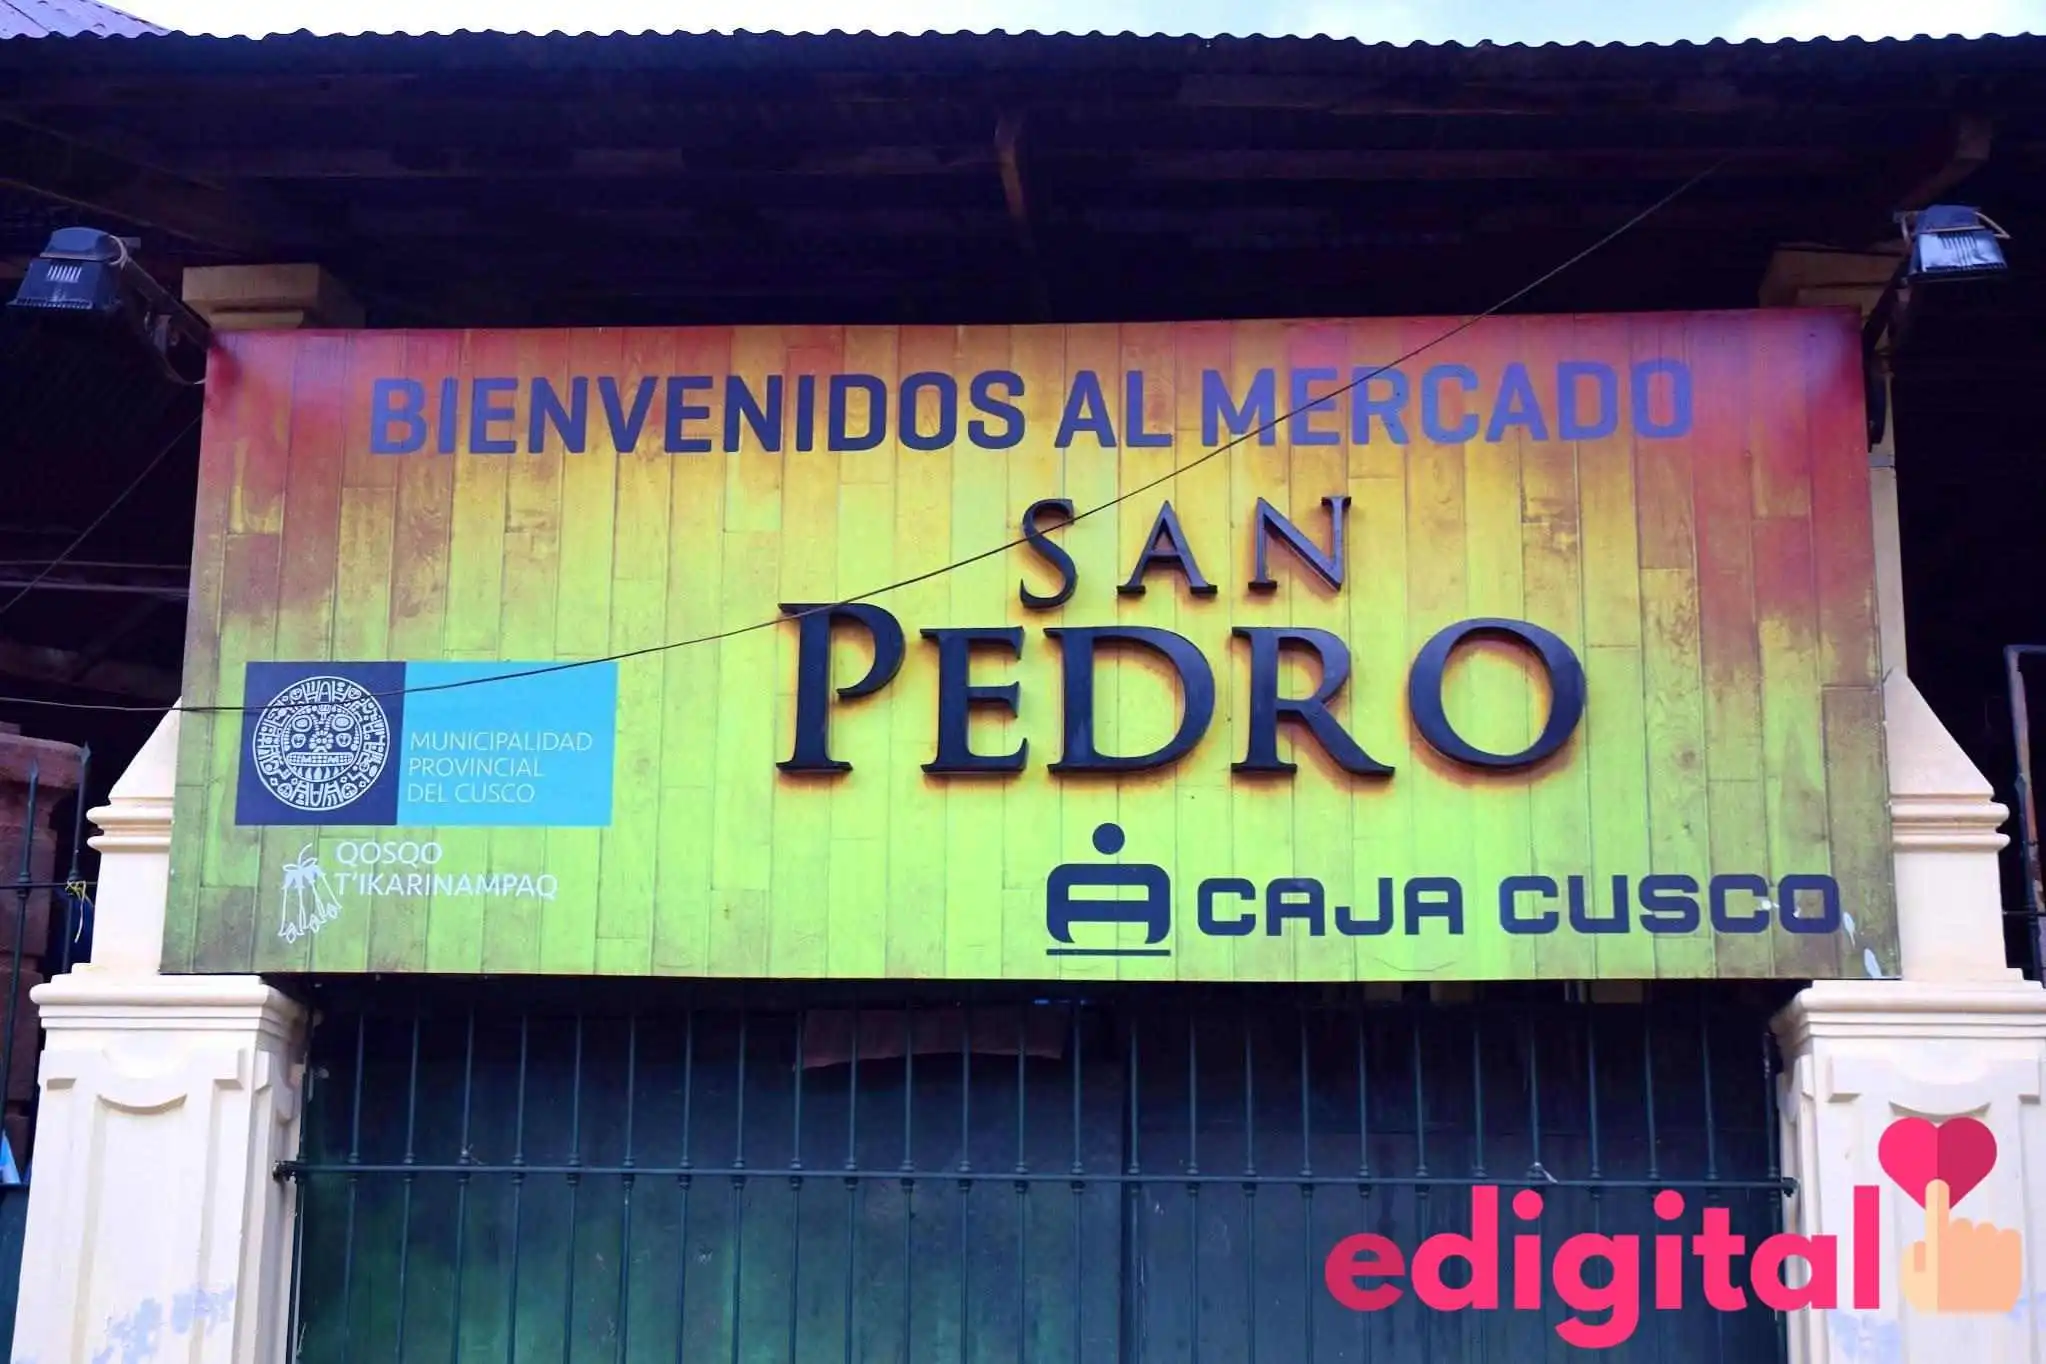 BIENVENIDOS AL MERCADO
SAN
PEDRO
MUNICIPALIDAD
PROVINCIAL
DEL CUSCO
QOSQO
T'IKARINAMPAQ
CAJA CUSCO
edigital